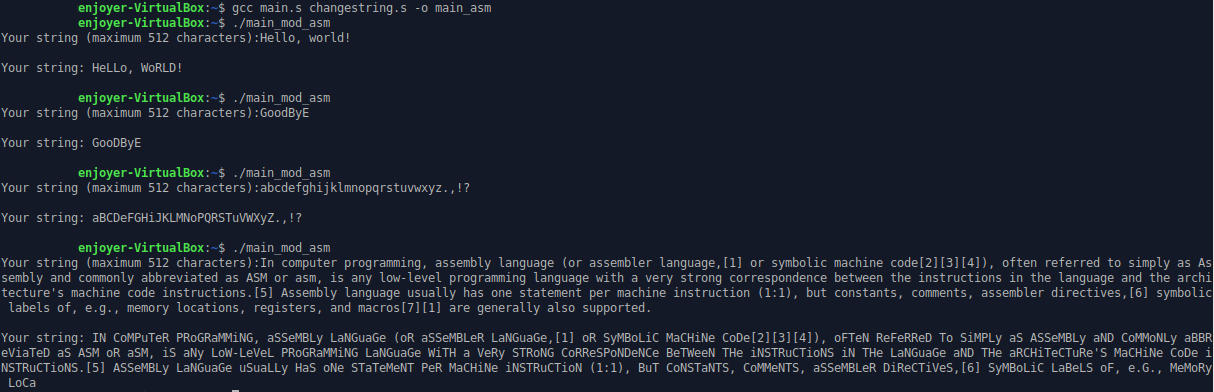 enjoyer-VirtualBox:~$ gcc main.s changestring.s -o main_asm
enjoyer-VirtualBox:~$ ./main_mod_asm
Your string (maximum 512 characters):Hello, world!
Your string: HeLLo, WoRLD!
enjoyer-VirtualBox:~$ ./main_mod_asm
Your string (maximum 512 characters):GoodByE
Your string: GooDByE
enjoyer-VirtualBox:~$ ./main_mod_asm
Your string (maximum 512 characters):abcdefghijklmnopqrstuvwxyz.,!?
Your string: aBCDeFGHiJKLMNoPQRSTuVWXyZ.,!?
enjoyer-VirtualBox:~$ ./main_mod_asm
Your string (maximum 512 characters):In computer programming, assembly language (or assembler language,[1] or symbolic machine code[2][3][4]), often referred to simply as As
sembly and commonly abbreviated as ASM or asm, is any low-level programming language with a very strong correspondence between the instructions in the language and the archi
tecture's machine code instructions.[5] Assembly language usually has one statement per machine instruction (1:1), but constants, comments, assembler directives,[6] symbolic
labels of, e.g., memory locations, registers, and macros[7][1] are generally also supported.
Your string: IN CoMPuTeR PRoGRaMMiNG, aSSeMBLy LaNGuaGe (oR aSSeMBLeR LaNGuaGe,[1] oR SyMBoLiC MaCHiNe CoDe[2][3][4]), oFTeN ReFeRReD To SiMPLy aS ASSeMBLy aND CoMMoNLy aBBR
eViaTeD aS ASM oR aSM, iS aNy LoW-LeVeL PRoGRaMMiNG LaNGuaGe WiTH a VeRy STRoNG CoRReSPoNDeNCe BeTWeeN THe iNSTRuCTioNS iN THe LaNGuaGe aND THe aRCHiTeCTuRe'S MaCHiNe CoDe i
NSTRuCTioNS.[5] ASSeMBLy LaNGuaGe uSuaLLy HaS oNe STaTeMeNT PeR MaCHiNe iNSTRuCTioN (1:1), BuT CoNSTaNTS, CoMMeNTS, aSSeMBLeR DiReCTiVeS,[6] SyMBoLiC LaBeLS oF, e.G., MeMoRy
LoCa